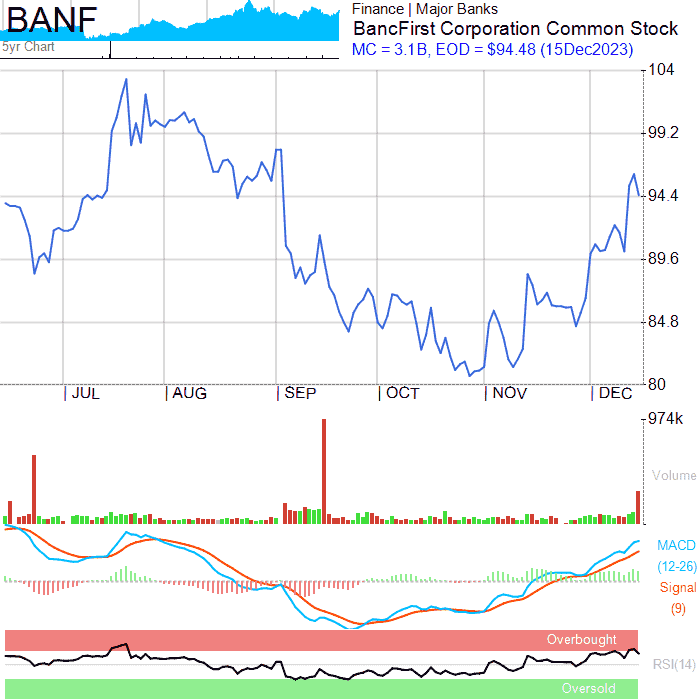 BANF
5yr Chart
Finance | Major Banks
BancFirst Corporation Common Stock
MC = 3.1B, EOD = $94.48 (15Dec2023)
104
99.2
94.4
89.6
84.8
80
JUL
AUG
SEP
OCT
NOV
DEC
974k
Volume
MACD
(12-26)
Signal
(9)
Overbought
RSI(14)
Oversold